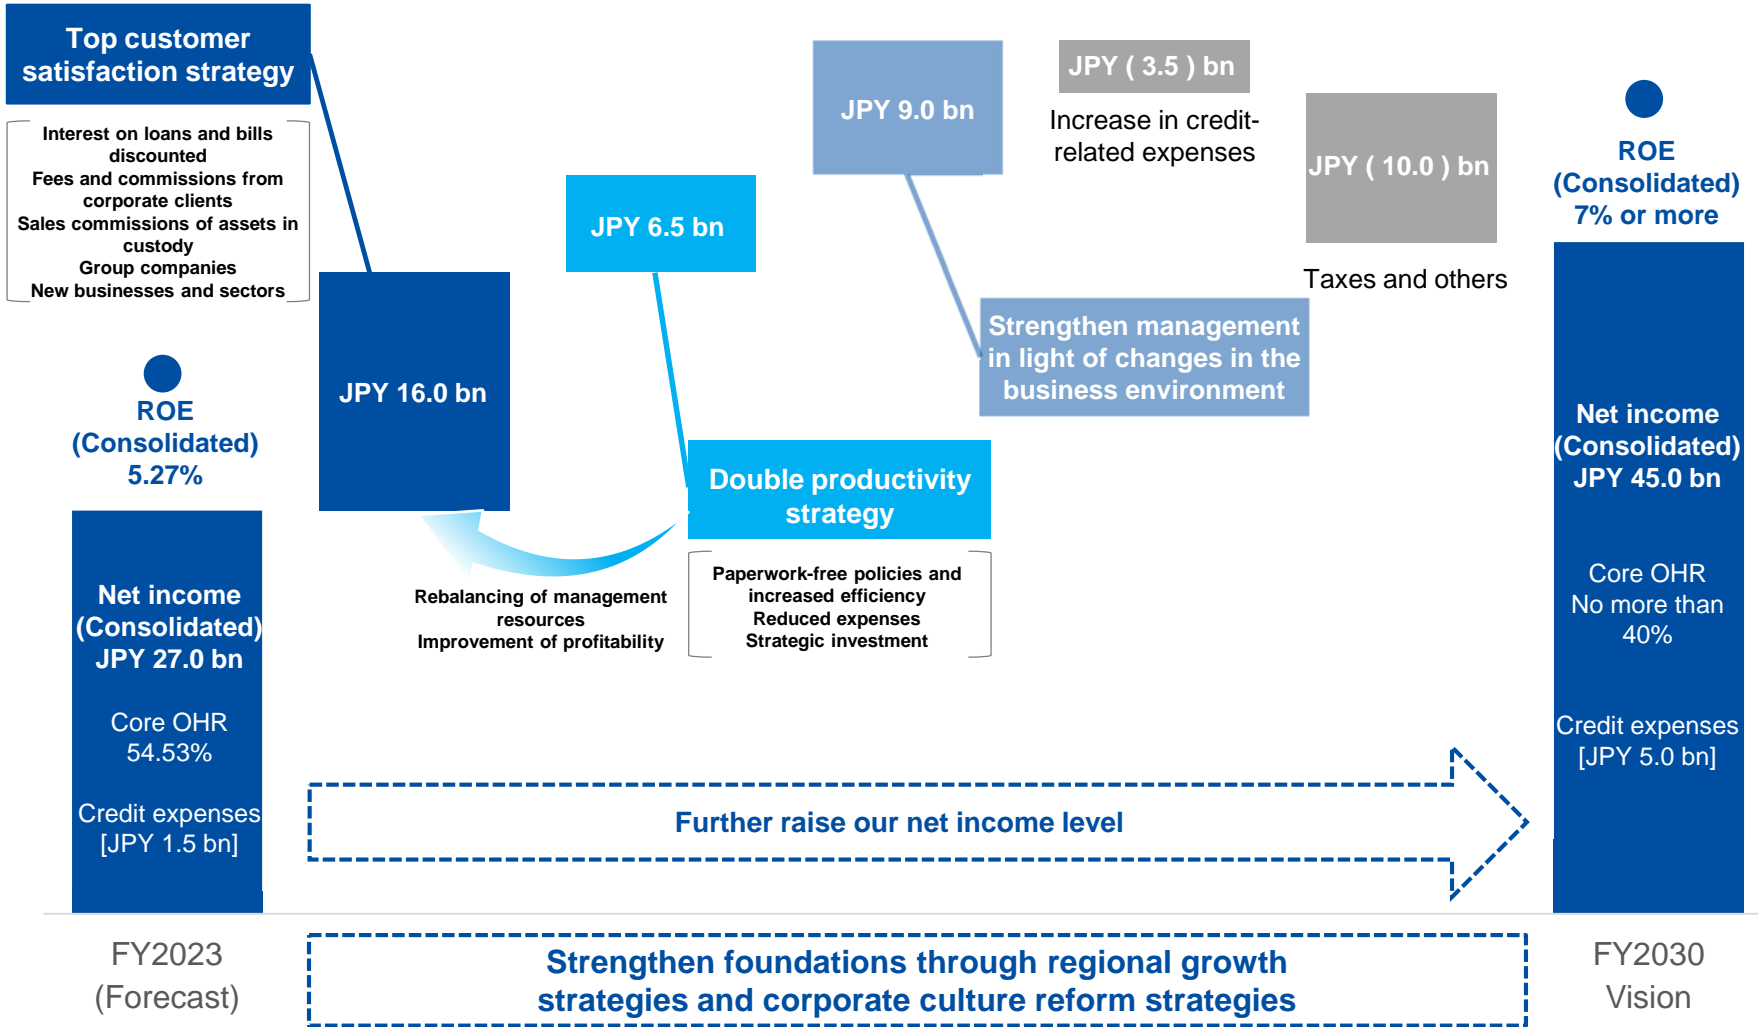 Top customer
satisfaction strategy
Interest on loans and bills
discounted
Fees and commissions from
corporate clients
Sales commissions of assets in
custody
Group companies
New businesses and sectors
ROE
(Consolidated)
5.27%
Net income
(Consolidated)
JPY 27.0 bn
Core OHR
54.53%
Credit expenses
[JPY 1.5 bn]
JPY 16.0 bn
JPY 6.5 bn
Double productivity
strategy
Paperwork-free policies and
increased efficiency
Reduced expenses
Strategic investment
Rebalancing of management
resources
Improvement of profitability
JPY 9.0 bn
Strengthen management
in light of changes in the
business environment
JPY ( 3.5 ) bn
Increase in credit-
related expenses
JPY ( 10.0 ) bn
Taxes and others
ROE
(Consolidated)
7% or more
Net income
(Consolidated)
JPY 45.0 bn
Core OHR
No more than
40%
Credit expenses
[JPY 5.0 bn]
Further raise our net income level
FY2023
(Forecast)
Strengthen foundations through regional growth
strategies and corporate culture reform strategies
FY2030
Vision